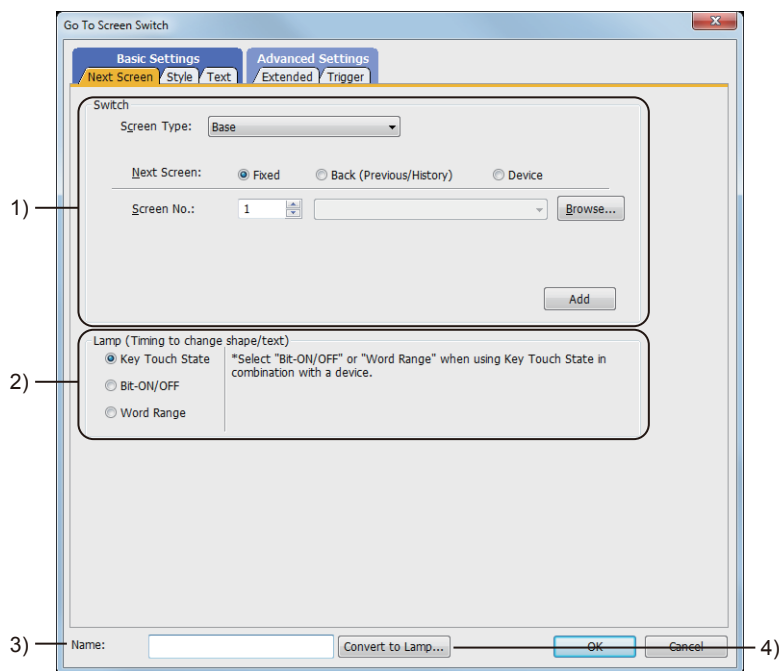 Go To Screen Switch
Basic Settings Advanced Settings
Next Screen Style Text Extended Trigger
Switch
Screen Type: Base
Next Screen: Fixed Back (Previous/History) Device
1) Screen No.: 1 Browse...
Add
Lamp (Timing to change shape/text)
Key Touch State *Select "Bit-ON/OFF" or "Word Range" when using Key Touch State in
combination with a device.
2) Bit-ON/OFF
Word Range
3) Name: Convert to Lamp... OK Cancel 4)